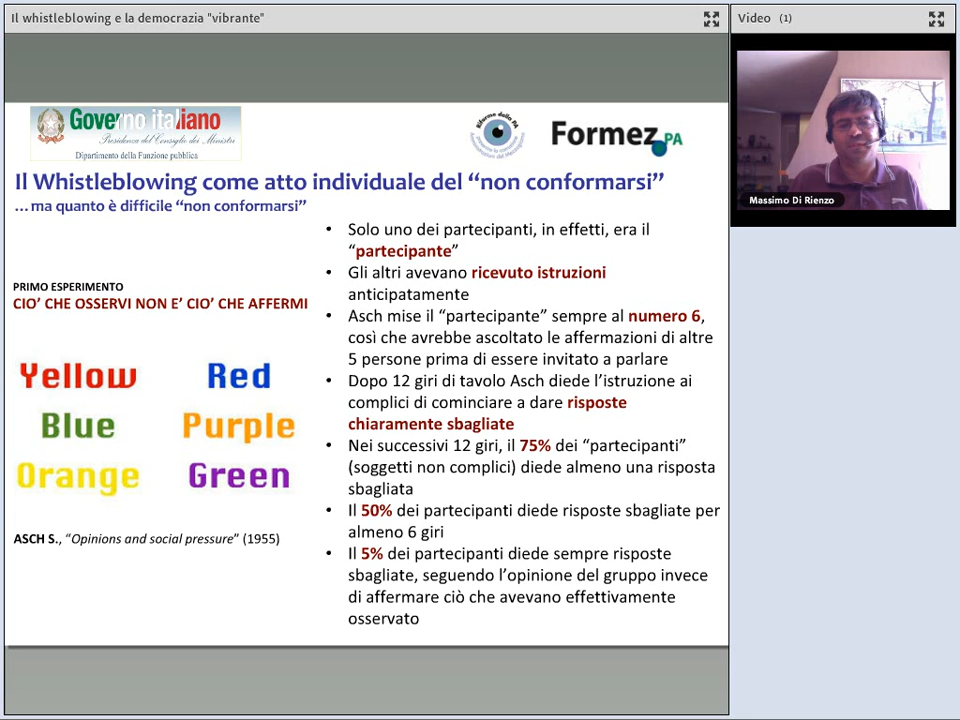 Il whistleblowing e la democrazia "vibrante"
Video (1)
Massimo Di Rienzo
Governo italiano
Presidenza del Consiglio dei Ministri
Dipartimento della Funzione pubblica
Riforme della PA
Formez PA
Il Whistleblowing come atto individuale del “non conformarsi”
…ma quanto è difficile “non conformarsi”
PRIMO ESPERIMENTO
CIO’ CHE OSSERVI NON E’ CIO’ CHE AFFERMI
Yellow Red
Blue Purple
Orange Green
ASCH S., “Opinions and social pressure” (1955)
• Solo uno dei partecipanti, in effetti, era il
“partecipante”
• Gli altri avevano ricevuto istruzioni
anticipatamente
• Asch mise il “partecipante” sempre al numero 6,
così che avrebbe ascoltato le affermazioni di altre
5 persone prima di essere invitato a parlare
• Dopo 12 giri di tavolo Asch diede l’istruzione ai
complici di cominciare a dare risposte
chiaramente sbagliate
• Nei successivi 12 giri, il 75% dei “partecipanti”
(soggetti non complici) diede almeno una risposta
sbagliata
• Il 50% dei partecipanti diede risposte sbagliate per
almeno 6 giri
• Il 5% dei partecipanti diede sempre risposte
sbagliate, seguendo l’opinione del gruppo invece
di affermare ciò che avevano effettivamente
osservato